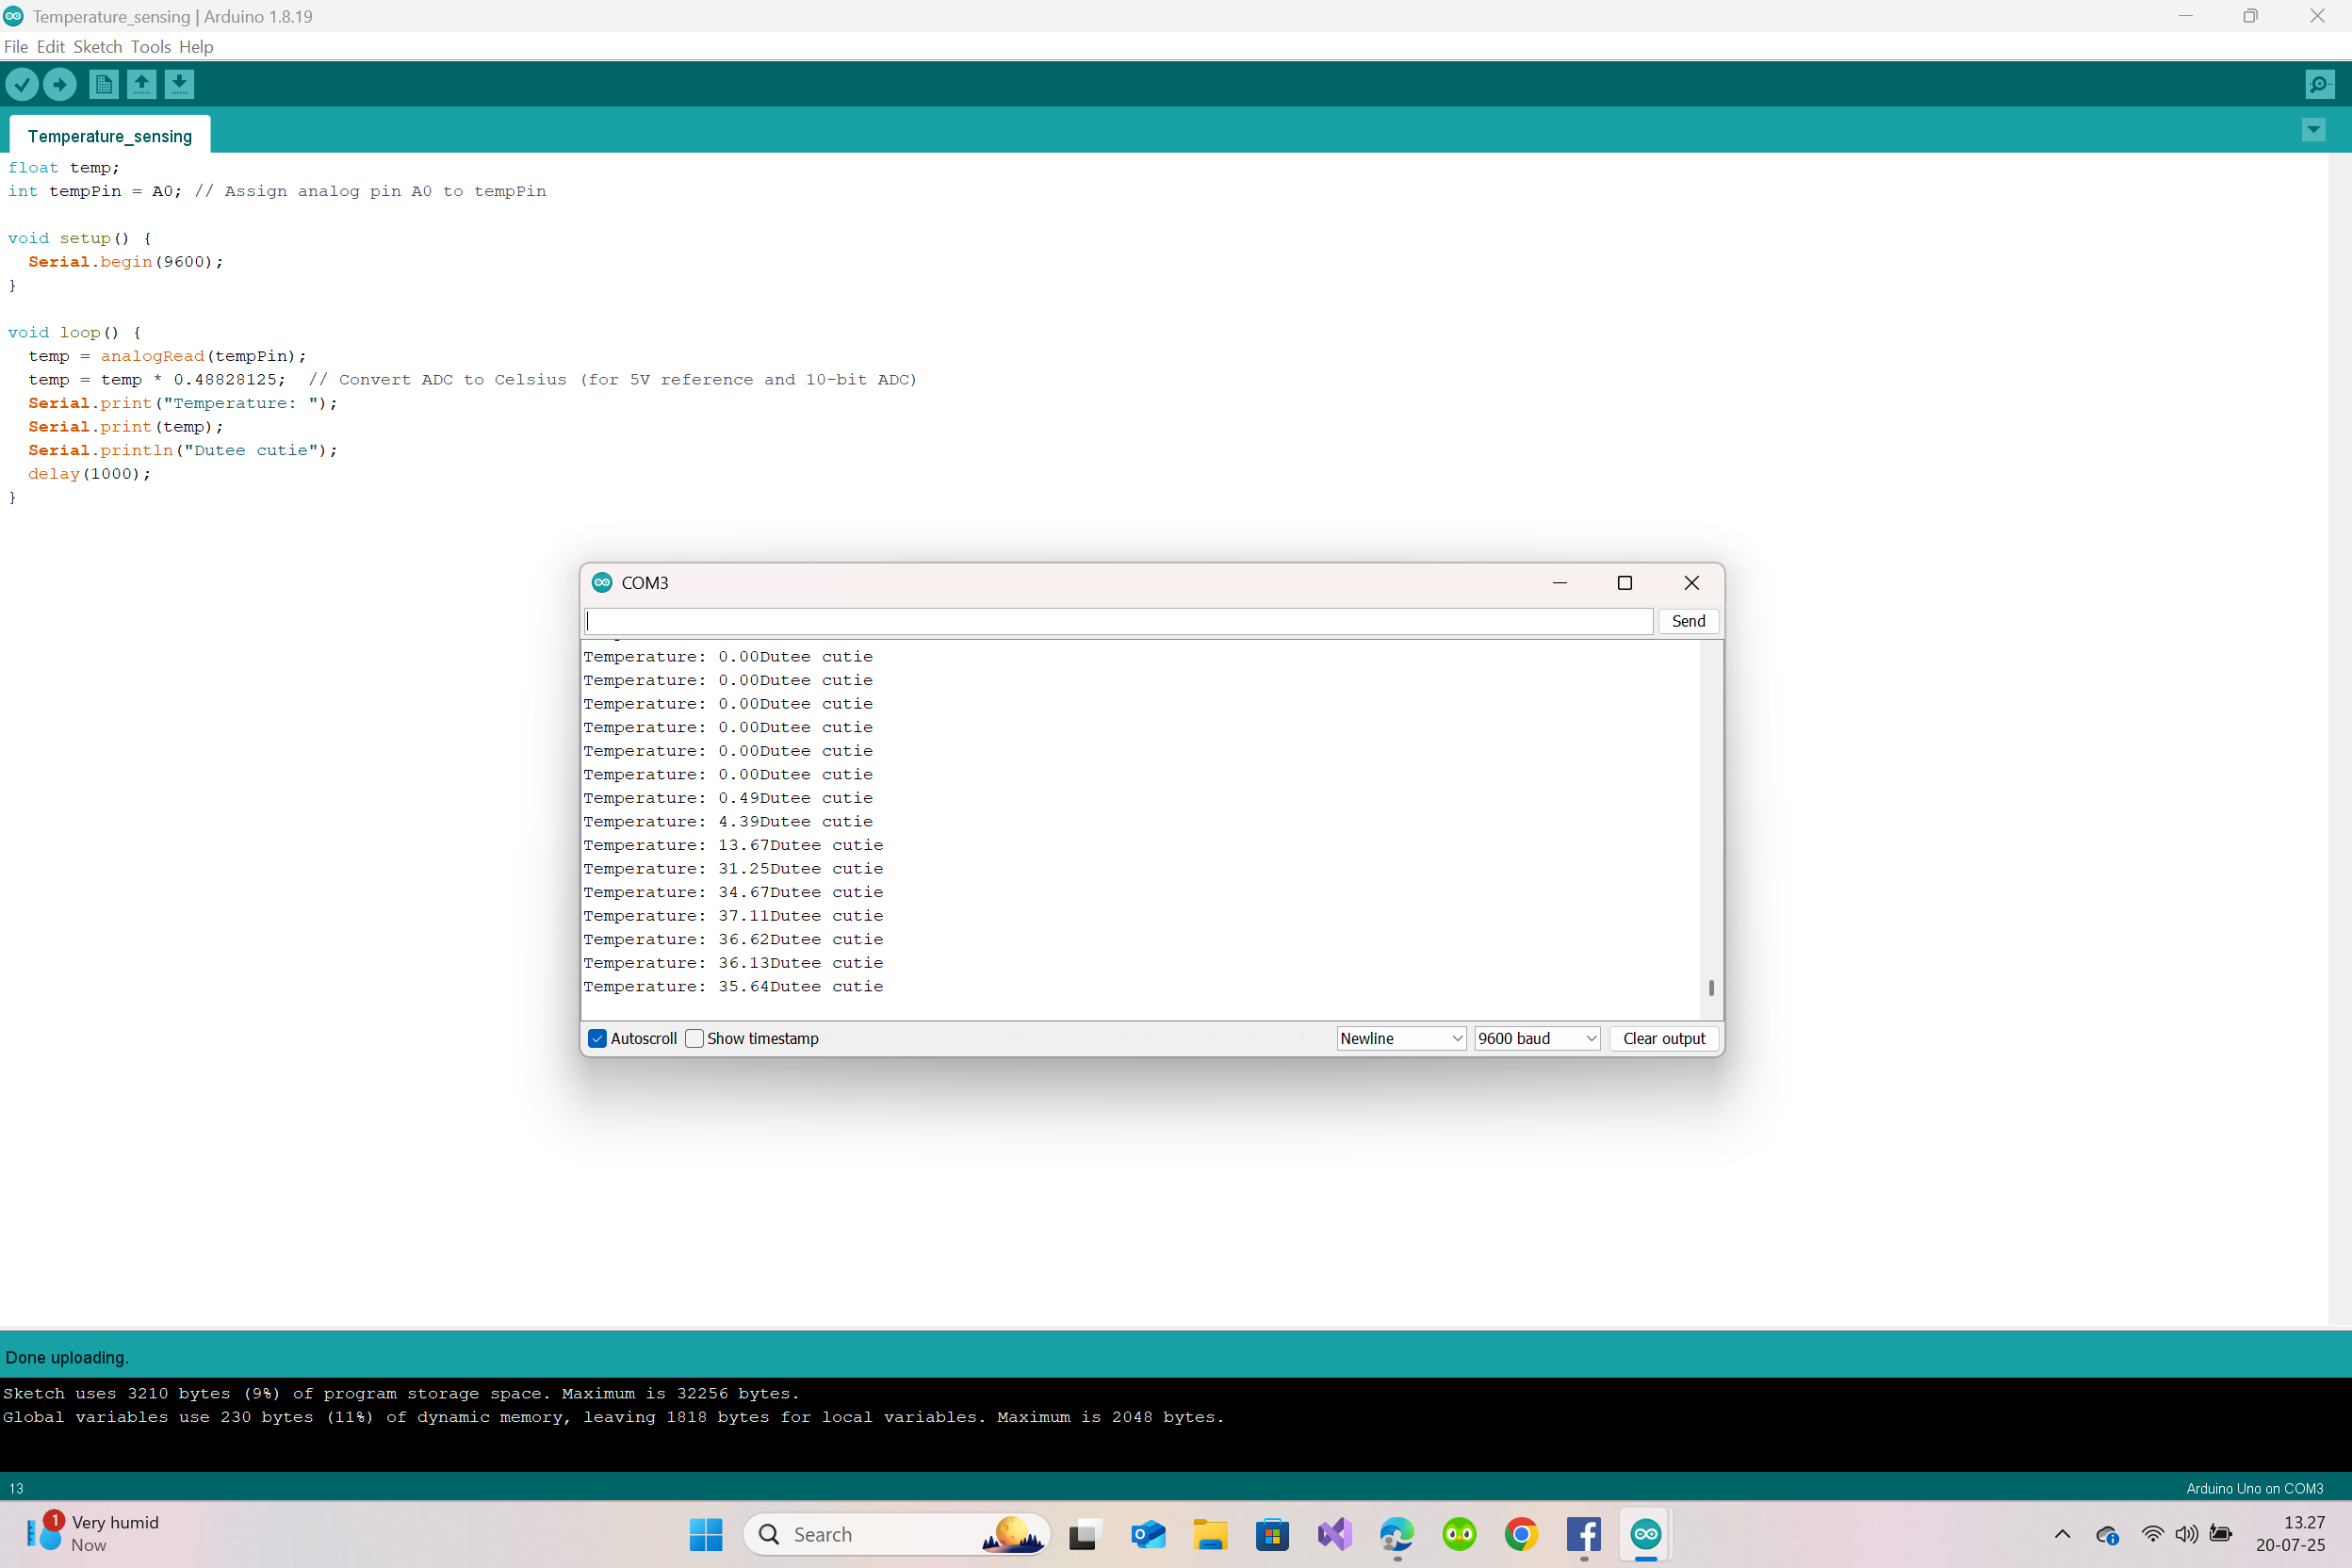 Temperature_sensing | Arduino 1.8.19
File Edit Sketch Tools Help
Temperature_sensing
float temp;
int tempPin = A0; // Assign analog pin A0 to tempPin
void setup() {
  Serial.begin(9600);
}
void loop() {
  temp = analogRead(tempPin);
  temp = temp * 0.48828125;  // Convert ADC to Celsius (for 5V reference and 10-bit ADC)
  Serial.print("Temperature: ");
  Serial.print(temp);
  Serial.println("Dutee cutie");
  delay(1000);
}
COM3
Send
Temperature: 0.00Dutee cutie
Temperature: 0.00Dutee cutie
Temperature: 0.00Dutee cutie
Temperature: 0.00Dutee cutie
Temperature: 0.00Dutee cutie
Temperature: 0.00Dutee cutie
Temperature: 0.49Dutee cutie
Temperature: 4.39Dutee cutie
Temperature: 13.67Dutee cutie
Temperature: 31.25Dutee cutie
Temperature: 34.67Dutee cutie
Temperature: 37.11Dutee cutie
Temperature: 36.62Dutee cutie
Temperature: 36.13Dutee cutie
Temperature: 35.64Dutee cutie
Autoscroll Show timestamp Newline 9600 baud Clear output
Done uploading.
Sketch uses 3210 bytes (9%) of program storage space. Maximum is 32256 bytes.
Global variables use 230 bytes (11%) of dynamic memory, leaving 1818 bytes for local variables. Maximum is 2048 bytes.
13 Arduino Uno on COM3
1 Very humid
Now
Search
13.27
20-07-25